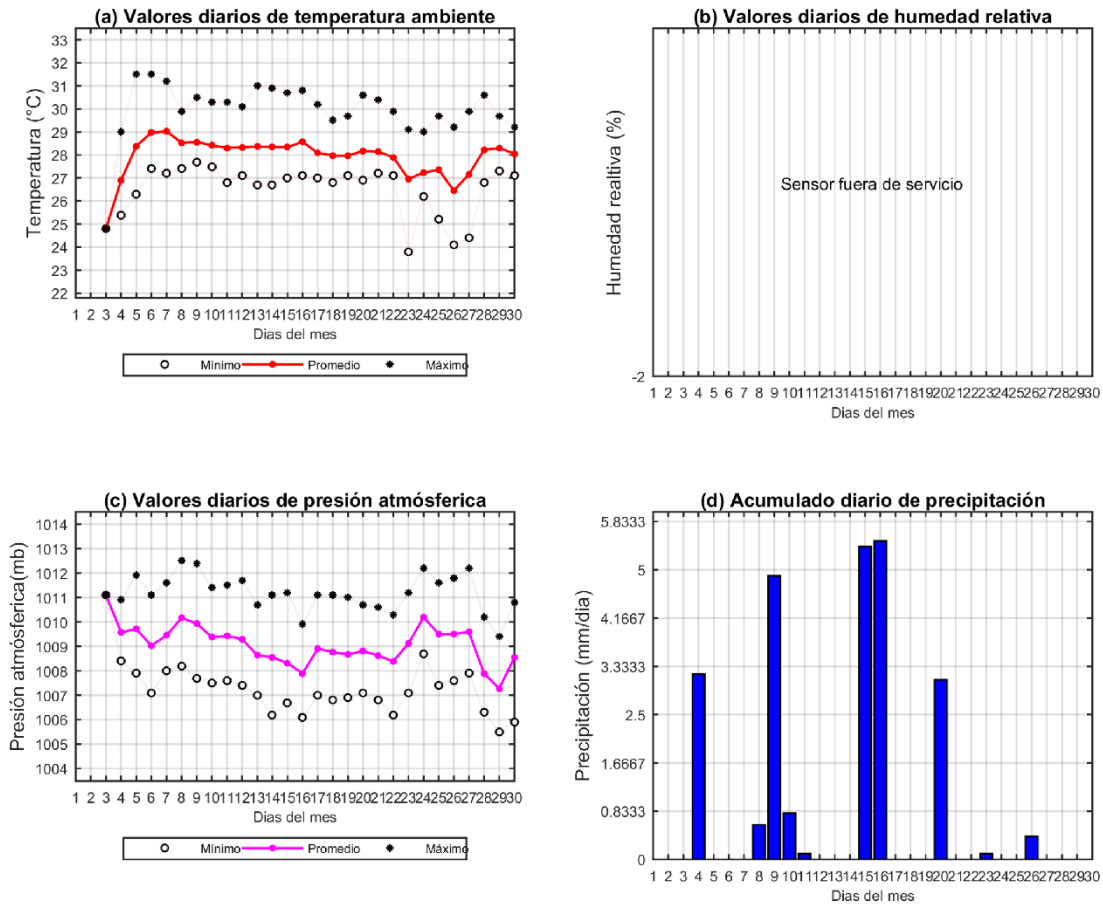 (a) Valores diarios de temperatura ambiente
33
32
31
30
29
28
27
26
25
24
23
22
Temperatura (°C)
1 2 3 4 5 6 7 8 9 10 11 12 13 14 15 16 17 18 19 20 21 22 23 24 25 26 27 28 29 30
Dias del mes
Mínimo Promedio Máximo
(b) Valores diarios de humedad relativa
Humedad realtiva (%)
Sensor fuera de servicio
-2
1 2 3 4 5 6 7 8 9 10 11 12 13 14 15 16 17 18 19 20 21 22 23 24 25 26 27 28 29 30
Dias del mes
(c) Valores diarios de presión atmósferica
1014
1013
1012
1011
1010
1009
1008
1007
1006
1005
1004
Presión atmósferica(mb)
1 2 3 4 5 6 7 8 9 10 11 12 13 14 15 16 17 18 19 20 21 22 23 24 25 26 27 28 29 30
Dias del mes
Mínimo Promedio Máximo
(d) Acumulado diario de precipitación
5.8333
5
4.1667
3.3333
2.5
1.6667
0.8333
0
Precipitación (mm/dia)
1 2 3 4 5 6 7 8 9 10 11 12 13 14 15 16 17 18 19 20 21 22 23 24 25 26 27 28 29 30
Dias del mes